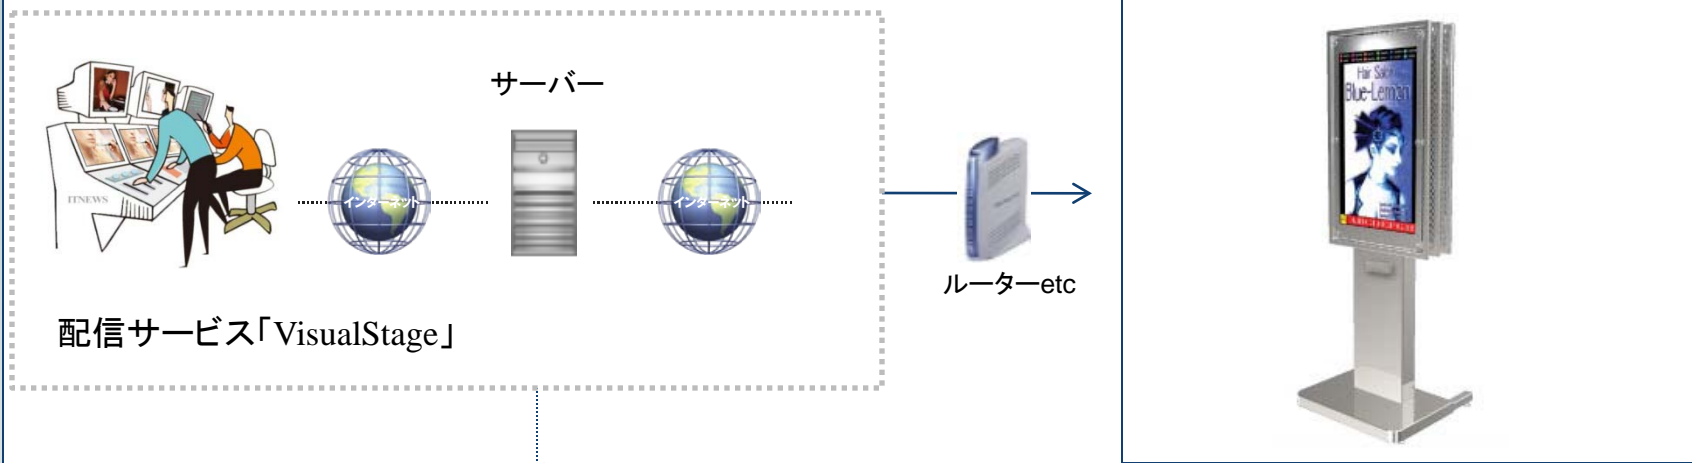 サーバー
ITNEWS
インターネット
インターネット
ルーターetc
配信サービス「VisualStage」
Hair Salon
Blue-Lemon